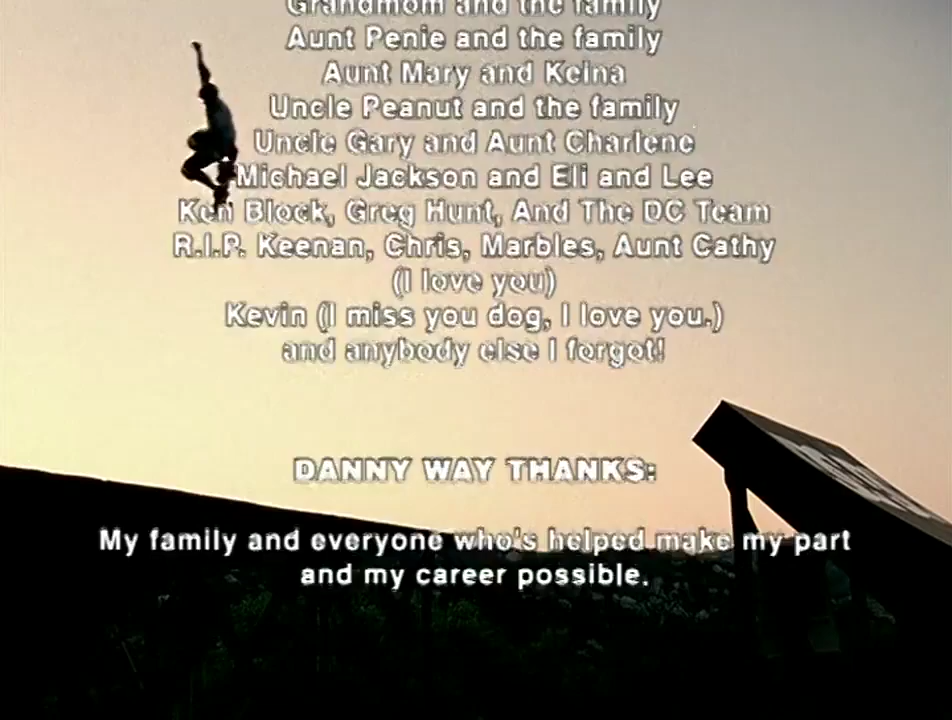 Grandmom and the family
Aunt Penie and the family
Aunt Mary and Keina
Uncle Peanut and the family
Uncle Gary and Aunt Charlene
Michael Jackson and Eli and Lee
Ken Block, Greg Hunt, And The DC Team
R.I.P. Keenan, Chris, Marbles, Aunt Cathy
(I love you)
Kevin (I miss you dog, I love you.)
and anybody else I forgot!
DANNY WAY THANKS:
My family and everyone who's helped make my part
and my career possible.